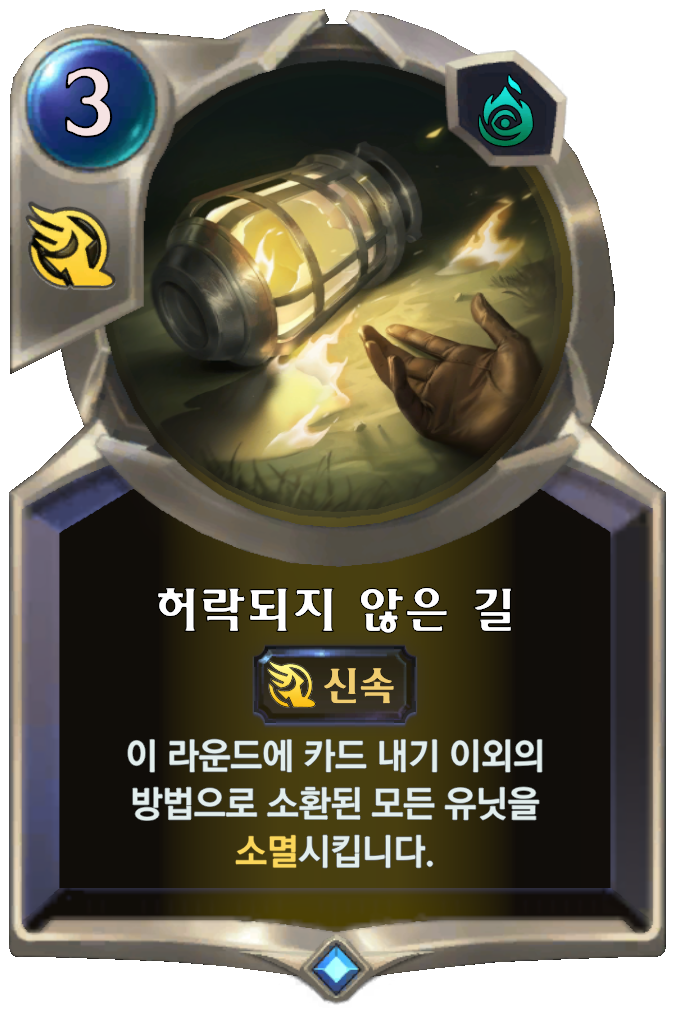 3
허락되지 않은 길
신속
이 라운드에 카드 내기 이외의
방법으로 소환된 모든 유닛을
소멸시킵니다.